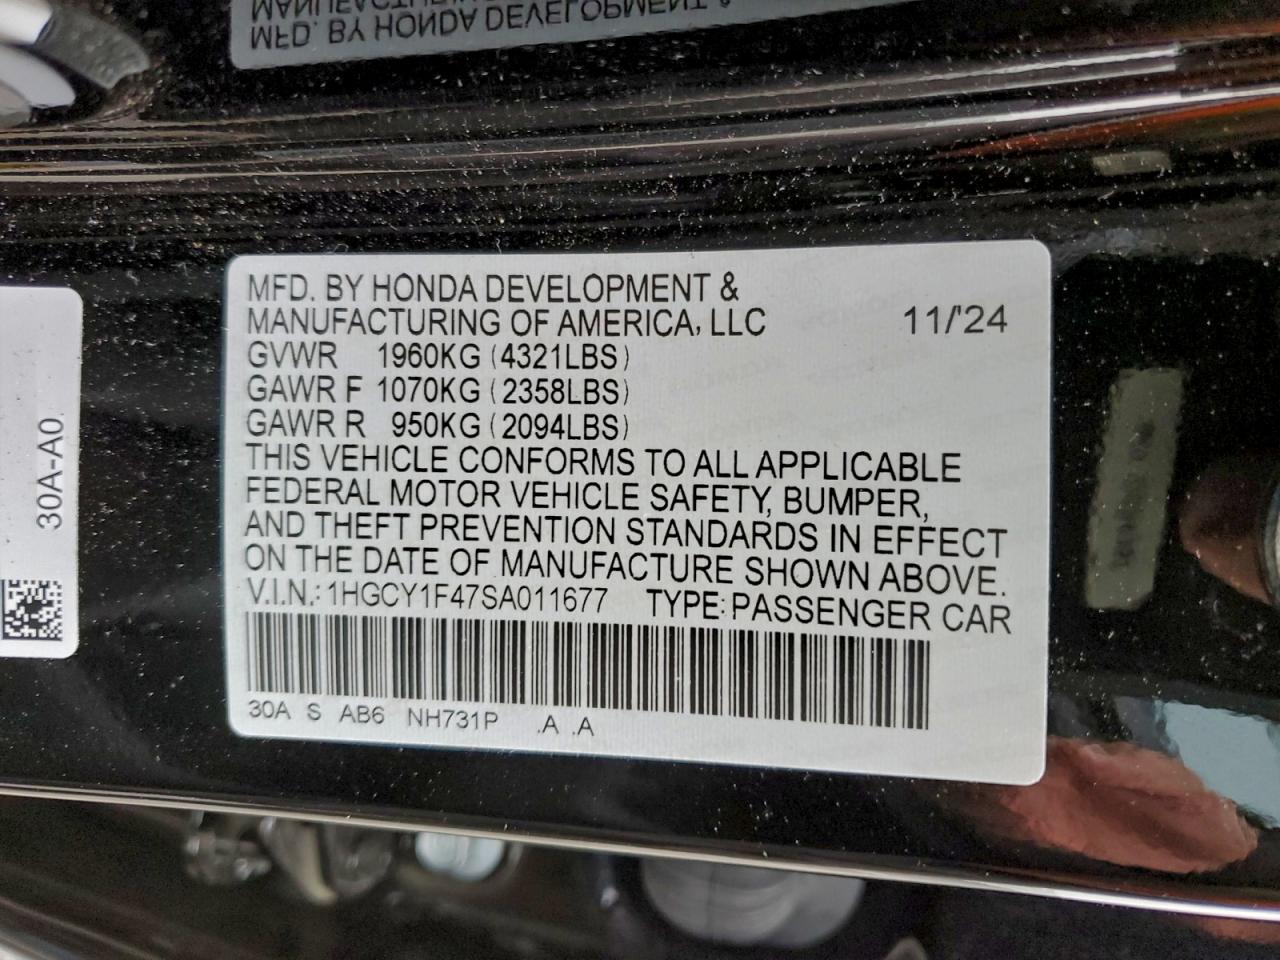 MANUFACTURING
MFD. BY HONDA DEVELOPMENT &
30A-A0
MFD. BY HONDA DEVELOPMENT &
MANUFACTURING OF AMERICA, LLC 11/'24
GVWR 1960KG (4321LBS)
GAWR F 1070KG (2358LBS)
GAWR R 950KG (2094LBS)
THIS VEHICLE CONFORMS TO ALL APPLICABLE
FEDERAL MOTOR VEHICLE SAFETY, BUMPER,
AND THEFT PREVENTION STANDARDS IN EFFECT
ON THE DATE OF MANUFACTURE SHOWN ABOVE.
V.I.N.: 1HGCY1F47SA011677 TYPE: PASSENGER CAR
30A S AB6 NH731P .A .A